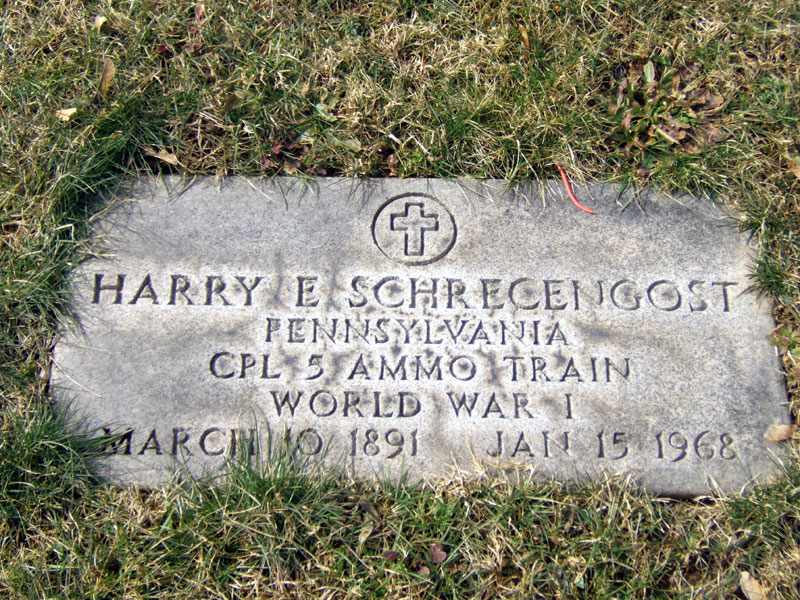 HARRY E SCHRECENGOST
PENNSYLVANIA
CPL 5 AMMO TRAIN
WORLD WAR I
MARCH 10 1891 JAN 15 1968